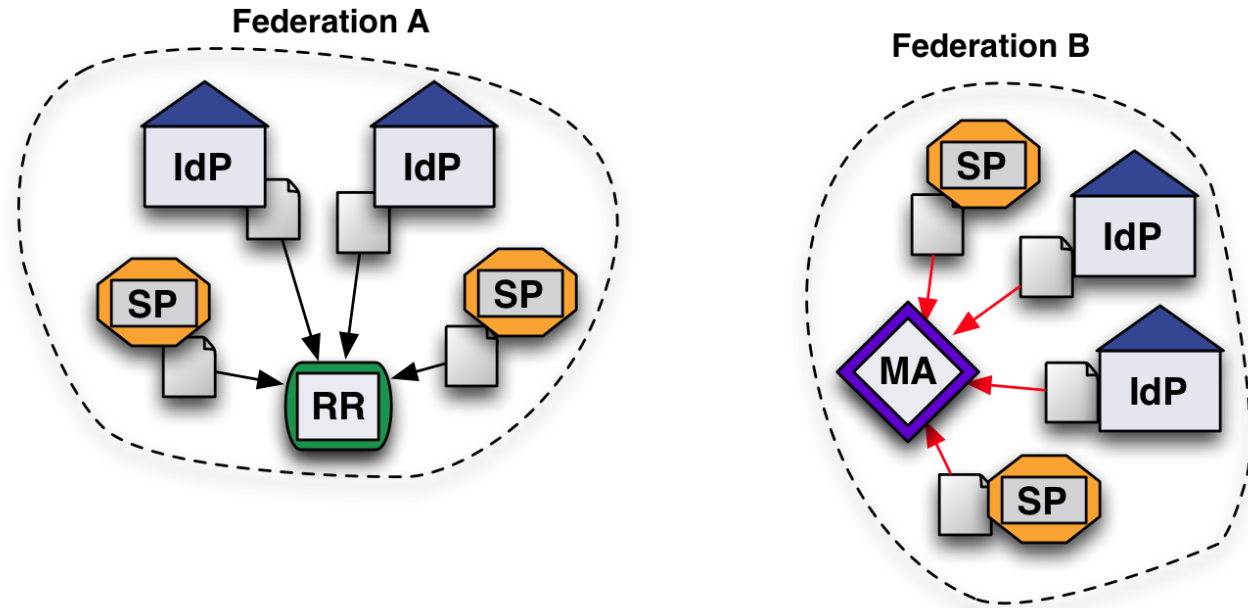 Federation A
IdP
IdP
SP
SP
RR
Federation B
SP
IdP
MA
IdP
SP